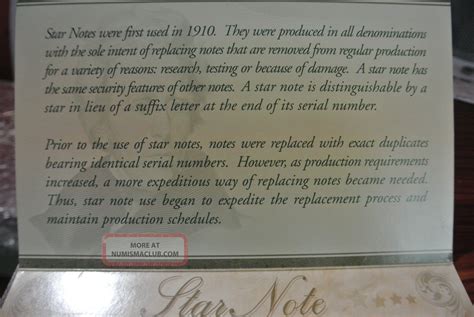 Star Notes were first used in 1910. They were produced in all denominations
with the sole intent of replacing notes that are removed from regular production
for a variety of reasons: research, testing or because of damage. A star note has
the same security features of other notes. A star note is distinguishable by a
star in lieu of a suffix letter at the end of its serial number.
Prior to the use of star notes, notes were replaced with exact duplicates
bearing identical serial numbers. However, as production requirements
increased, a more expeditious way of replacing notes became needed.
Thus, star note use began to expedite the replacement process and
maintain production schedules.
MORE AT
NUMISMACLUB.COM
Star Note